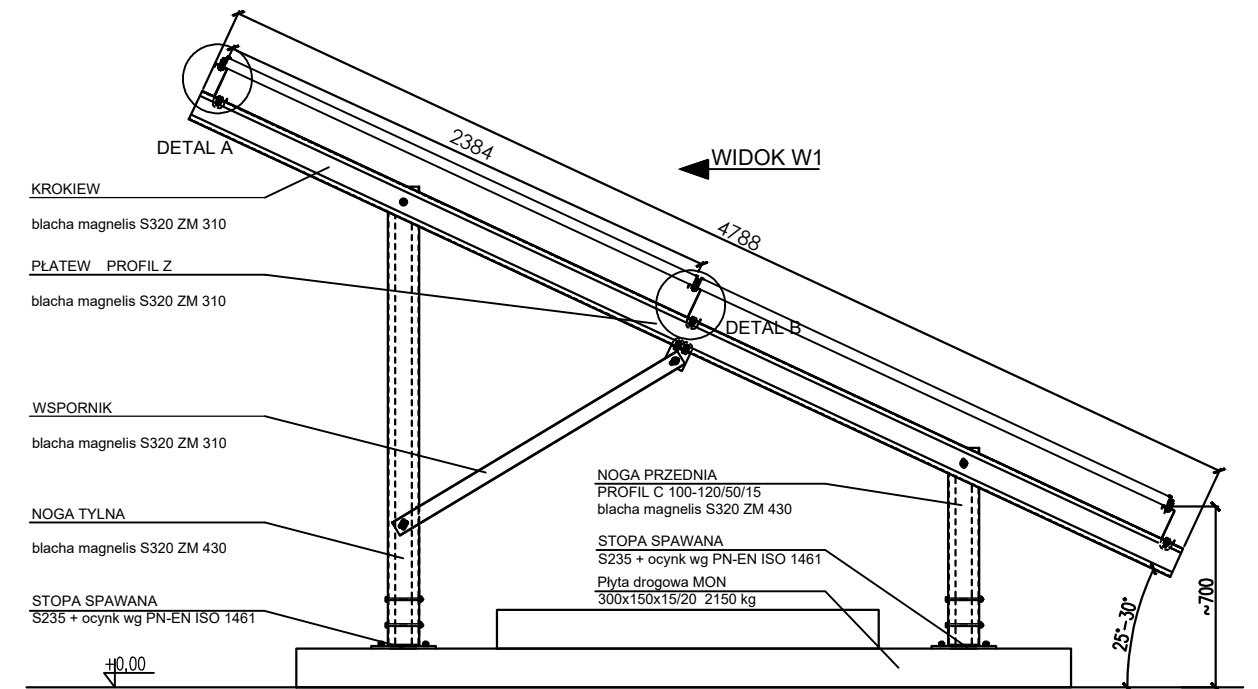 2384
WIDOK W1
DETAL A
KROKIEW
blacha magnelis S320 ZM 310
4788
PŁATEW PROFIL Z
blacha magnelis S320 ZM 310
DETAL B
WSPORNIK
blacha magnelis S320 ZM 310
NOGA PRZEDNIA
PROFIL C 100-120/50/15
blacha magnelis S320 ZM 430
NOGA TYLNA
blacha magnelis S320 ZM 430
STOPA SPAWANA
S235 + ocynk wg PN-EN ISO 1461
Płyta drogowa MON
300x150x15/20 2150 kg
STOPA SPAWANA
S235 + ocynk wg PN-EN ISO 1461
25°-30°
~700
±0,00